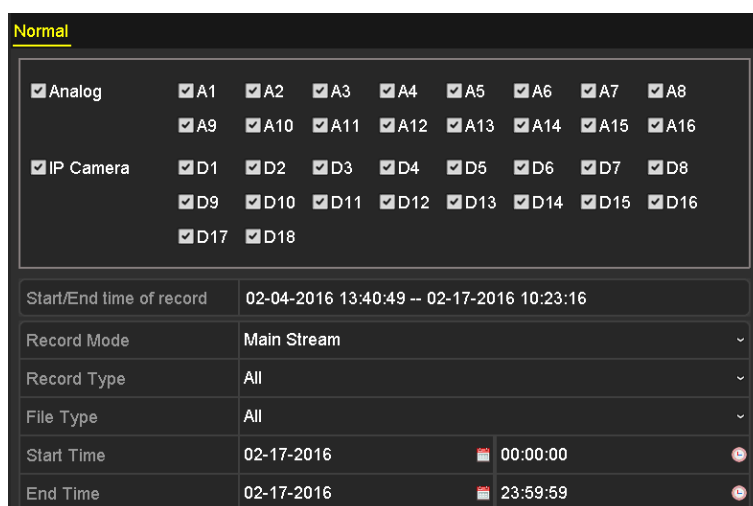 Normal
Analog A1 A2 A3 A4 A5 A6 A7 A8
A9 A10 A11 A12 A13 A14 A15 A16
IP Camera D1 D2 D3 D4 D5 D6 D7 D8
D9 D10 D11 D12 D13 D14 D15 D16
D17 D18
Start/End time of record 02-04-2016 13:40:49 -- 02-17-2016 10:23:16
Record Mode Main Stream
Record Type All
File Type All
Start Time 02-17-2016 00:00:00
End Time 02-17-2016 23:59:59